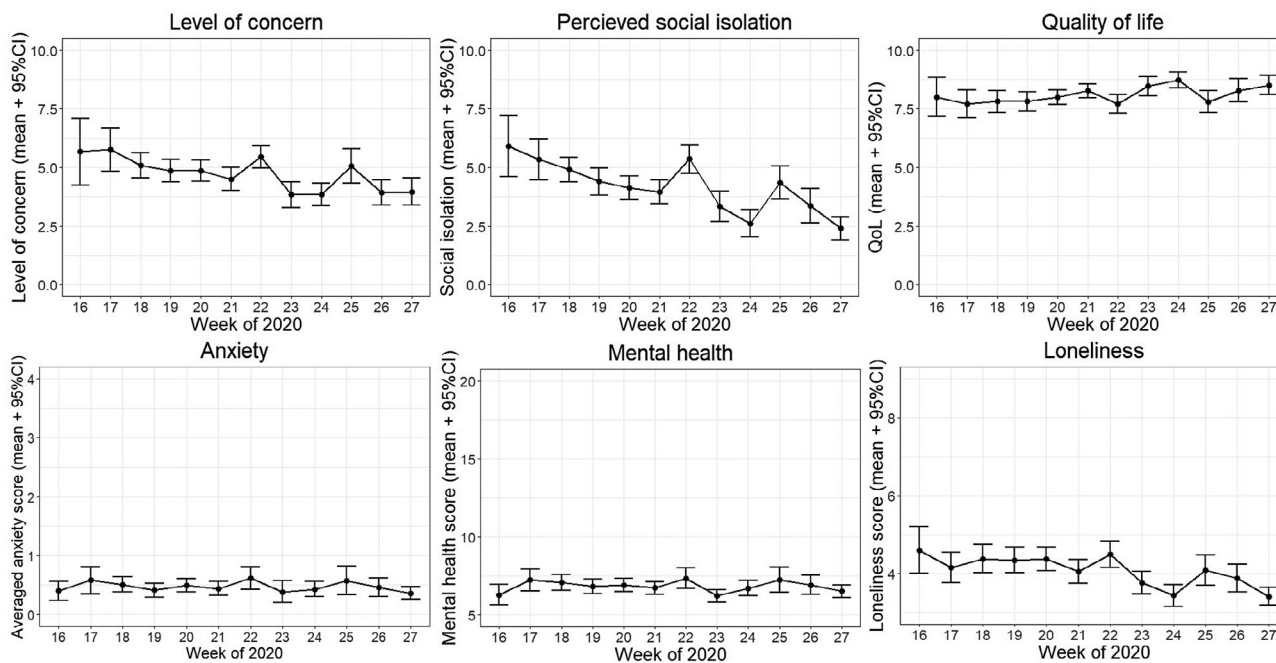 Level of concern
Level of concern (mean + 95%CI)
10.0
7.5
5.0
2.5
0.0
16 17 18 19 20 21 22 23 24 25 26 27
Week of 2020
Percieved social isolation
Social isolation (mean + 95%CI)
10.0
7.5
5.0
2.5
0.0
16 17 18 19 20 21 22 23 24 25 26 27
Week of 2020
Quality of life
QoL (mean + 95%CI)
10.0
7.5
5.0
2.5
0.0
16 17 18 19 20 21 22 23 24 25 26 27
Week of 2020
Anxiety
Averaged anxiety score (mean + 95%CI)
4
3
2
1
0
16 17 18 19 20 21 22 23 24 25 26 27
Week of 2020
Mental health
Mental health score (mean + 95%CI)
20
15
10
5
16 17 18 19 20 21 22 23 24 25 26 27
Week of 2020
Loneliness
Loneliness score (mean + 95%CI)
8
6
4
16 17 18 19 20 21 22 23 24 25 26 27
Week of 2020